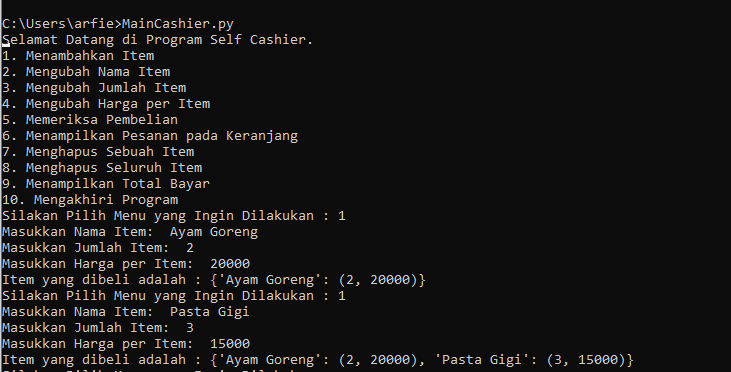 C:\Users\arfie>MainCashier.py
Selamat Datang di Program Self Cashier.
1. Menambahkan Item
2. Mengubah Nama Item
3. Mengubah Jumlah Item
4. Mengubah Harga per Item
5. Memeriksa Pembelian
6. Menampilkan Pesanan pada Keranjang
7. Menghapus Sebuah Item
8. Menghapus Seluruh Item
9. Menampilkan Total Bayar
10. Mengakhiri Program
Silakan Pilih Menu yang Ingin Dilakukan : 1
Masukkan Nama Item:  Ayam Goreng
Masukkan Jumlah Item:  2
Masukkan Harga per Item:  20000
Item yang dibeli adalah : {'Ayam Goreng': (2, 20000)}
Silakan Pilih Menu yang Ingin Dilakukan : 1
Masukkan Nama Item:  Pasta Gigi
Masukkan Jumlah Item:  3
Masukkan Harga per Item:  15000
Item yang dibeli adalah : {'Ayam Goreng': (2, 20000), 'Pasta Gigi': (3, 15000)}